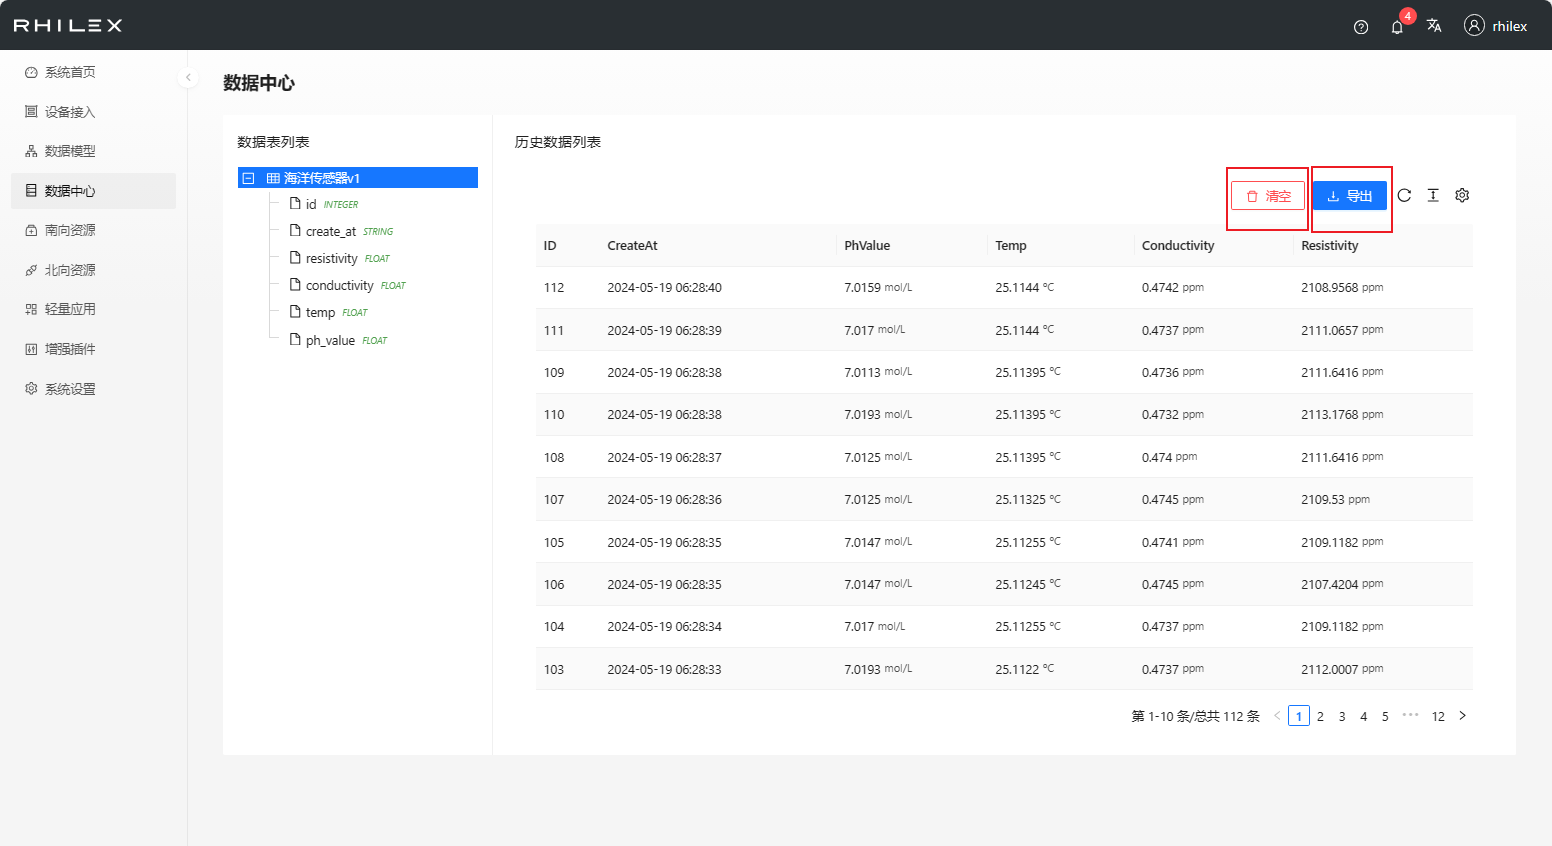 RHILEX
4
rhilex
系统首页
设备接入
数据模型
数据中心
南向资源
北向资源
轻量应用
增强插件
系统设置
数据中心
数据表列表
海洋传感器v1
id INTEGER
create_at STRING
resistivity FLOAT
conductivity FLOAT
temp FLOAT
ph_value FLOAT
历史数据列表
清空 导出
ID CreateAt PhValue Temp Conductivity Resistivity
112 2024-05-19 06:28:40 7.0159 mol/L 25.1144 ℃ 0.4742 ppm 2108.9568 ppm
111 2024-05-19 06:28:39 7.017 mol/L 25.1144 ℃ 0.4737 ppm 2111.0657 ppm
109 2024-05-19 06:28:38 7.0113 mol/L 25.11395 ℃ 0.4736 ppm 2111.6416 ppm
110 2024-05-19 06:28:38 7.0193 mol/L 25.11395 ℃ 0.4732 ppm 2113.1768 ppm
108 2024-05-19 06:28:37 7.0125 mol/L 25.11395 ℃ 0.474 ppm 2111.6416 ppm
107 2024-05-19 06:28:36 7.0125 mol/L 25.11325 ℃ 0.4745 ppm 2109.53 ppm
105 2024-05-19 06:28:35 7.0147 mol/L 25.11255 ℃ 0.4741 ppm 2109.1182 ppm
106 2024-05-19 06:28:35 7.0147 mol/L 25.11245 ℃ 0.4745 ppm 2107.4204 ppm
104 2024-05-19 06:28:34 7.017 mol/L 25.11255 ℃ 0.4737 ppm 2109.1182 ppm
103 2024-05-19 06:28:33 7.0193 mol/L 25.1122 ℃ 0.4737 ppm 2112.0007 ppm
第 1-10 条/总共 112 条 < 1 2 3 4 5 ••• 12 >